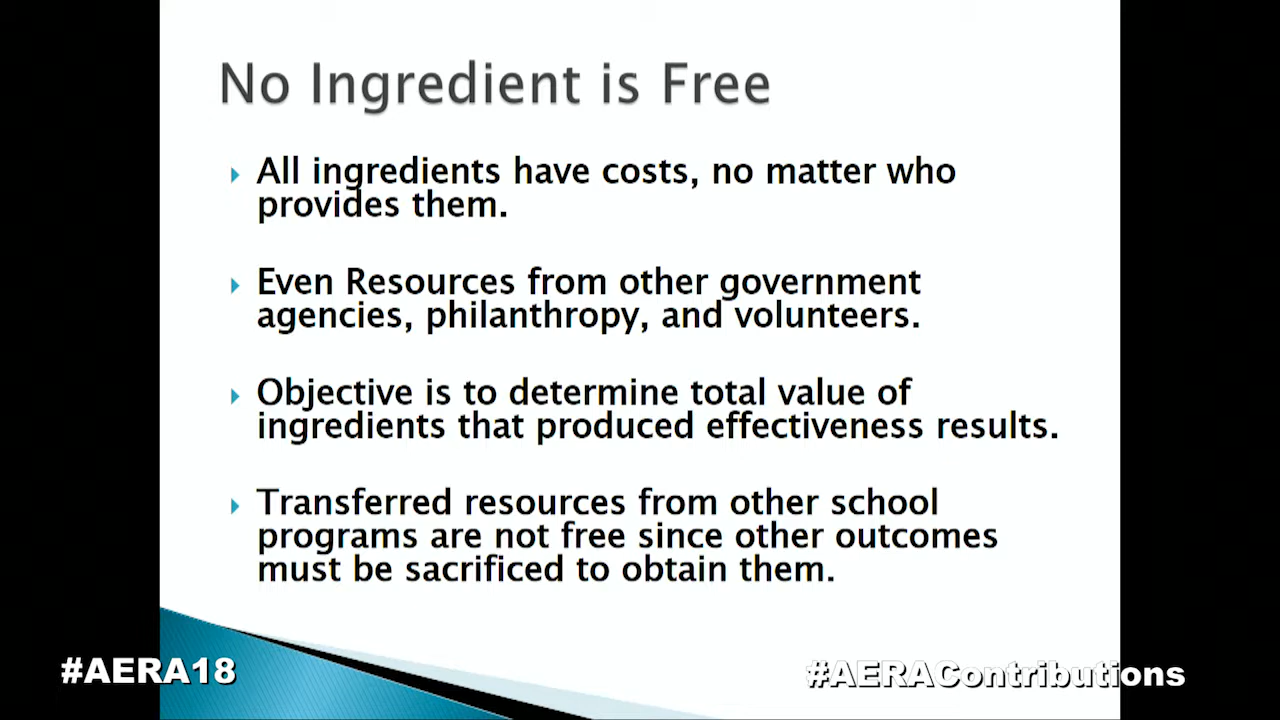 No Ingredient is Free
All ingredients have costs, no matter who
provides them.
Even Resources from other government
agencies, philanthropy, and volunteers.
Objective is to determine total value of
ingredients that produced effectiveness results.
Transferred resources from other school
programs are not free since other outcomes
must be sacrificed to obtain them.
#AERA18
#AERAContributions